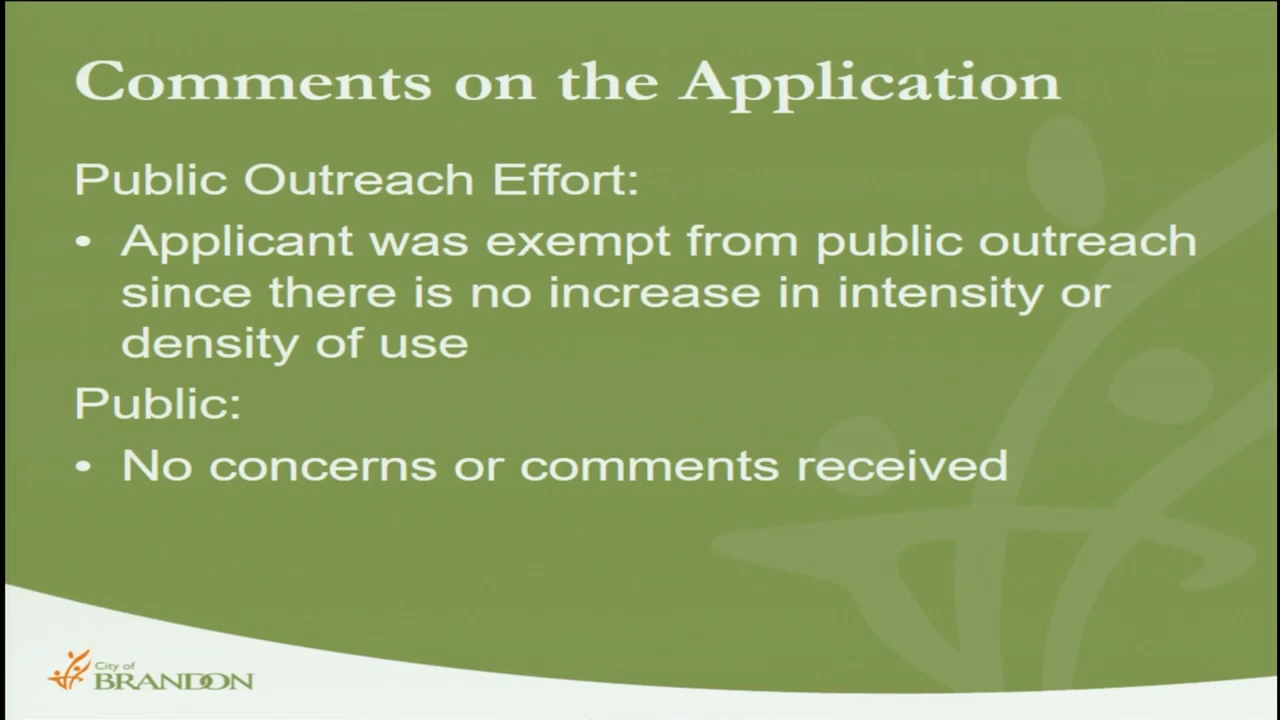 Comments on the Application
Public Outreach Effort:
• Applicant was exempt from public outreach
since there is no increase in intensity or
density of use
Public:
• No concerns or comments received
City of
BRANDON